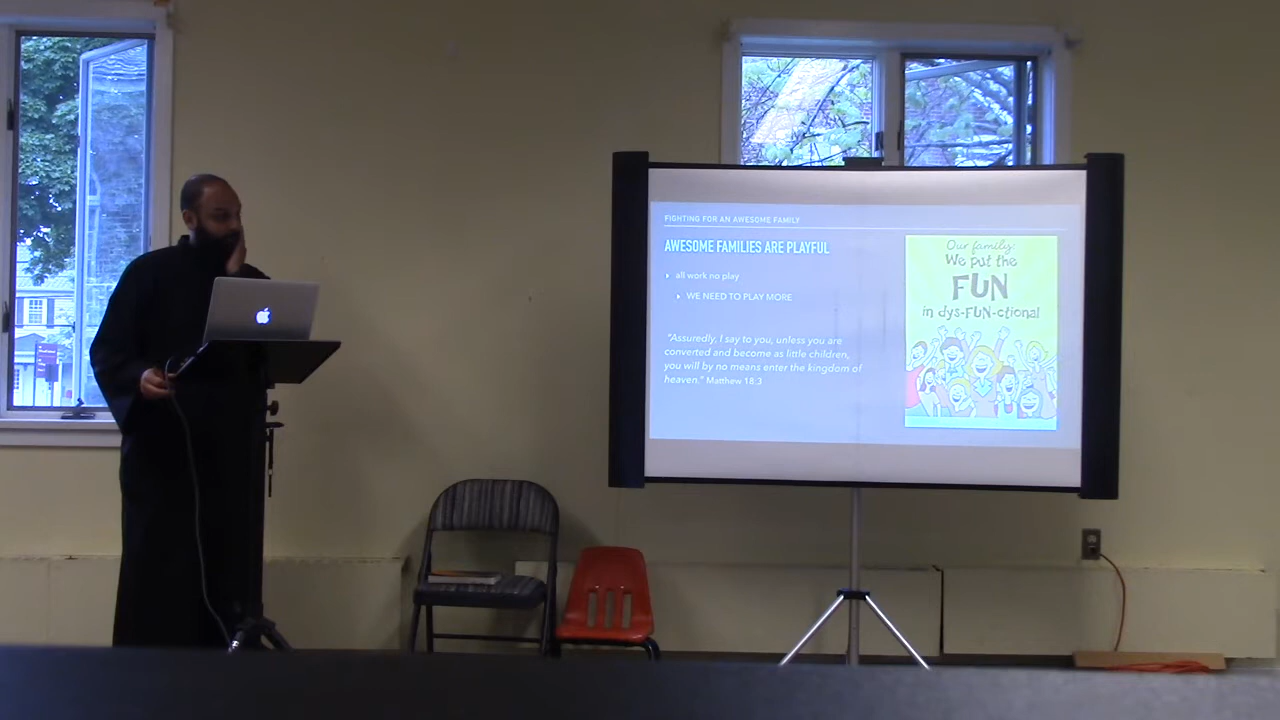 FIGHTING FOR AN AWESOME FAMILY
AWESOME FAMILIES ARE PLAYFUL
all work no play
WE NEED TO PLAY MORE
"Assuredly, I say to you, unless you are
converted and become as little children,
you will by no means enter the kingdom of
heaven." Matthew 18:3
Our family:
We put the
FUN
in dys-FUN-ctional